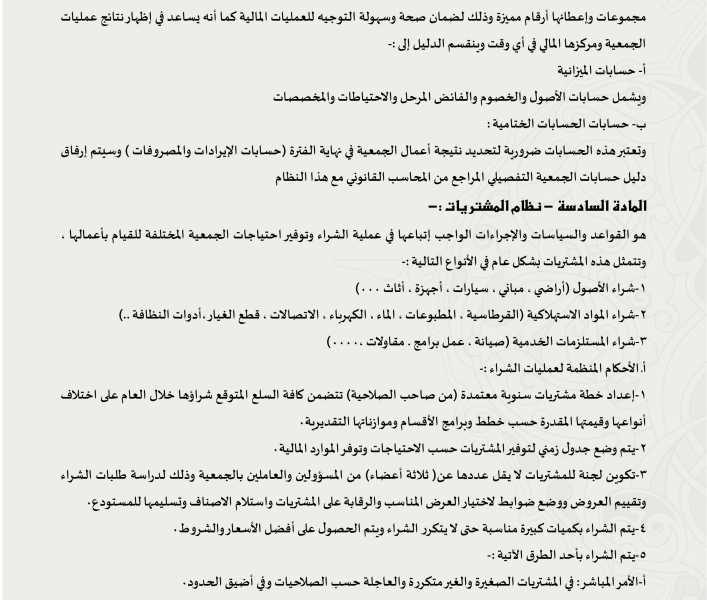 مجموعات وإعطائها أرقام مميزة وذلك لضمان صحة وسهولة التوجيه للعمليات المالية كما أنه يساعد في إظهار نتائج عمليات
الجمعية ومركزها المالي في أي وقت وينقسم الدليل إلى :-
أ- حسابات الميزانية
ويشمل حسابات الأصول والخصوم والفائض المرحل والاحتياطات والمخصصات
ب- حسابات الحسابات الختامية :
وتعتبر هذه الحسابات ضرورية لتحديد نتيجة أعمال الجمعية في نهاية الفترة (حسابات الإيرادات والمصروفات ) وسيتم إرفاق
دليل حسابات الجمعية التفصيلي المراجع من المحاسب القانوني مع هذا النظام
المادة السادسة – نظام المشتريات :–
هو القواعد والسياسات والإجراءات الواجب إتباعها في عملية الشراء وتوفير احتياجات الجمعية المختلفة للقيام بأعمالها ،
وتتمثل هذه المشتريات بشكل عام في الأنواع التالية :-
١-شراء الأصول (أراضي ، مباني ، سيارات ، أجهزة ، أثاث ٠٠٠)
٢-شراء المواد الاستهلاكية (القرطاسية ، المطبوعات ، الماء ، الكهرباء ، الاتصالات ، قطع الغيار ،أدوات النظافة ..)
٣-شراء المستلزمات الخدمية (صيانة ، عمل برامج . مقاولات ،٠٠٠٠)
أ.الأحكام المنظمة لعمليات الشراء :-
١-إعداد خطة مشتريات سنوية معتمدة (من صاحب الصلاحية) تتضمن كافة السلع المتوقع شراؤها خلال العام على اختلاف
أنواعها وقيمتها المقدرة حسب خطط وبرامج الأقسام وموازناتها التقديرية٠
٢-يتم وضع جدول زمني لتوفير المشتريات حسب الاحتياجات وتوفر الموارد المالية٠
٣-تكوين لجنة للمشتريات لا يقل عددها عن( ثلاثة أعضاء) من المسؤولين والعاملين بالجمعية وذلك لدراسة طلبات الشراء
وتقييم العروض ووضع ضوابط لاختيار العرض المناسب والرقابة على المشتريات واستلام الاصناف وتسليمها للمستودع٠
٤-يتم الشراء بكميات كبيرة مناسبة حتى لا يتكرر الشراء ويتم الحصول على أفضل الأسعار والشروط٠
٥-يتم الشراء بأحد الطرق الآتية :-
أ-الأمر المباشر : في المشتريات الصغيرة والغير متكررة والعاجلة حسب الصلاحيات وفي أضيق الحدود٠